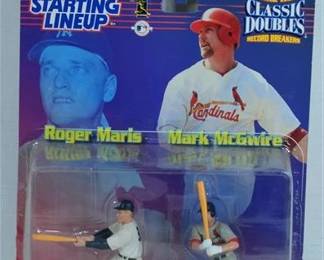 STARTING
LINEUP
CLASSIC
DOUBLES
RECORD BREAKERS
Cardinals
Roger Maris Mark McGwire